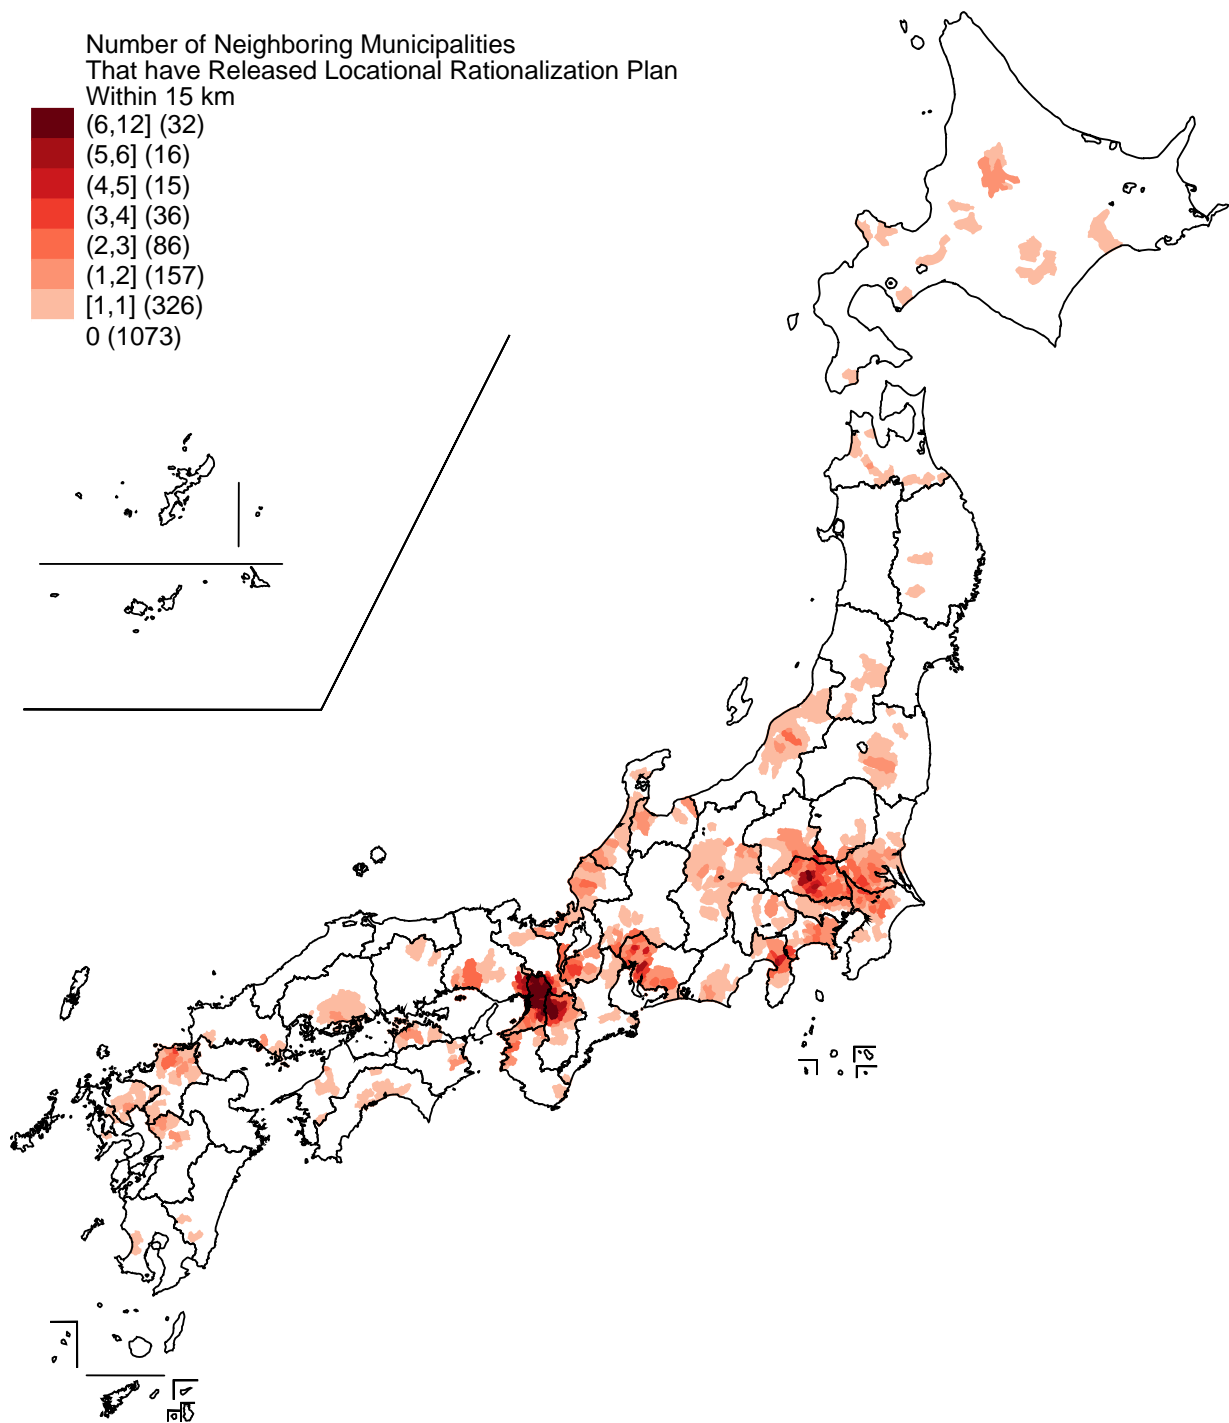 Number of Neighboring Municipalities
That have Released Locational Rationalization Plan
Within 15 km
(6,12] (32)
(5,6] (16)
(4,5] (15)
(3,4] (36)
(2,3] (86)
(1,2] (157)
[1,1] (326)
0 (1073)